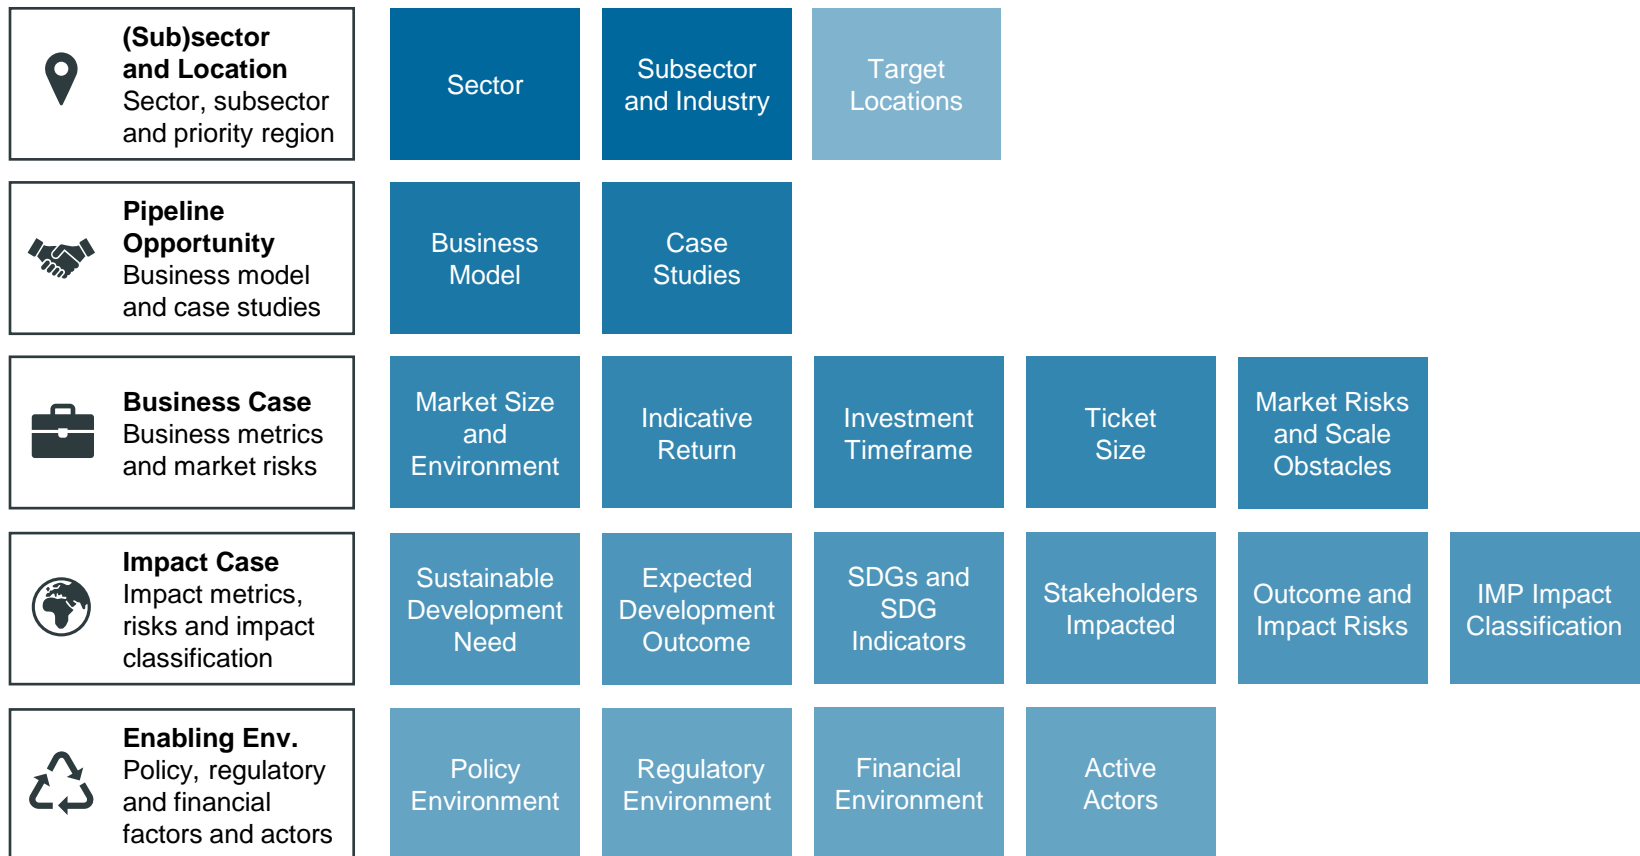 (Sub)sector
and Location
Sector, subsector
and priority region
Sector
Subsector
and Industry
Target
Locations
Pipeline
Opportunity
Business model
and case studies
Business
Model
Case
Studies
Business Case
Business metrics
and market risks
Market Size
and
Environment
Indicative
Return
Investment
Timeframe
Ticket
Size
Market Risks
and Scale
Obstacles
Impact Case
Impact metrics,
risks and impact
classification
Sustainable
Development
Need
Expected
Development
Outcome
SDGs and
SDG
Indicators
Stakeholders
Impacted
Outcome and
Impact Risks
IMP Impact
Classification
Enabling Env.
Policy, regulatory
and financial
factors and actors
Policy
Environment
Regulatory
Environment
Financial
Environment
Active
Actors